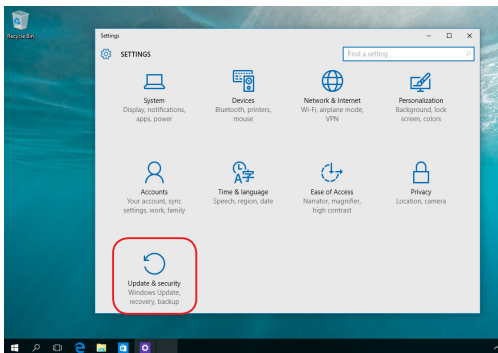 Recycle Bin
Settings
SETTINGS
Find a setting
System
Display, notifications,
apps, power
Devices
Bluetooth, printers,
mouse
Network & Internet
Wi-Fi, airplane mode,
VPN
Personalization
Background, lock
screen, colors
Accounts
Your account, sync
settings, work, family
Time & language
Speech, region, date
Ease of Access
Narrator, magnifier,
high contrast
Privacy
Location, camera
Update & security
Windows Update,
recovery, backup